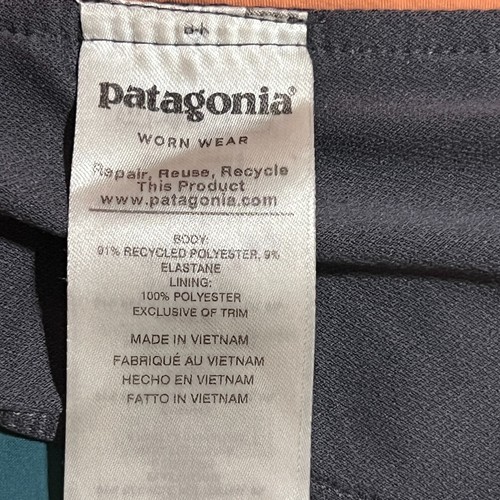 patagonia®
WORN WEAR
Repair, Reuse, Recycle
This Product
www.patagonia.com
BODY:
91% RECYCLED POLYESTER, 9%
ELASTANE
LINING:
100% POLYESTER
EXCLUSIVE OF TRIM
MADE IN VIETNAM
FABRIQUÉ AU VIETNAM
HECHO EN VIETNAM
FATTO IN VIETNAM